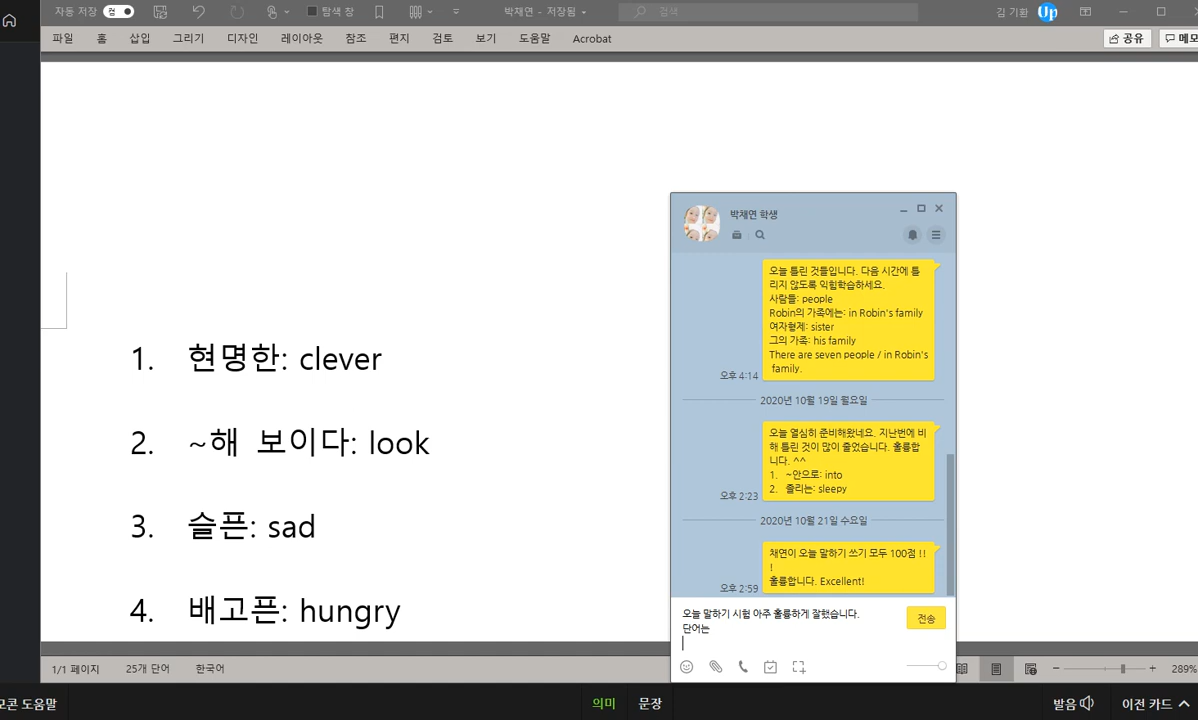 자동 저장 컴
탐색 창
박재연 - 저장됨
검색
김 기환
Up
파일 홈 삽입 그리기 디자인 레이아웃 참조 편지 검토 보기 도움말 Acrobat
공유
메모
1. 현명한: clever
2. ~해 보이다: look
3. 슬픈: sad
4. 배고픈: hungry
박채연 학생
오늘 틀린 것들입니다. 다음 시간에 틀
리지 않도록 익힘학습하세요.
사람들: people
Robin의 가족에는: in Robin's family
여자형제: sister
그의 가족: his family
There are seven people / in Robin's
family.
오후 4:14
2020년 10월 19일 월요일
오늘 열심히 준비해왔네요. 지난번에 비
해 틀린 것이 많이 줄었습니다. 훌륭합
니다. ^^
1. ~안으로: into
2. 졸리는: sleepy
오후 2:23
2020년 10월 21일 수요일
채연이 오늘 말하기 쓰기 모두 100점 !!
!
훌륭합니다. Excellent!
오후 2:59
오늘 말하기 시험 아주 훌륭하게 잘했습니다.
단어는
전송
1/1 페이지 25개 단어 한국어
289%
모콘 도움말
의미 문장
발음
이전 카드